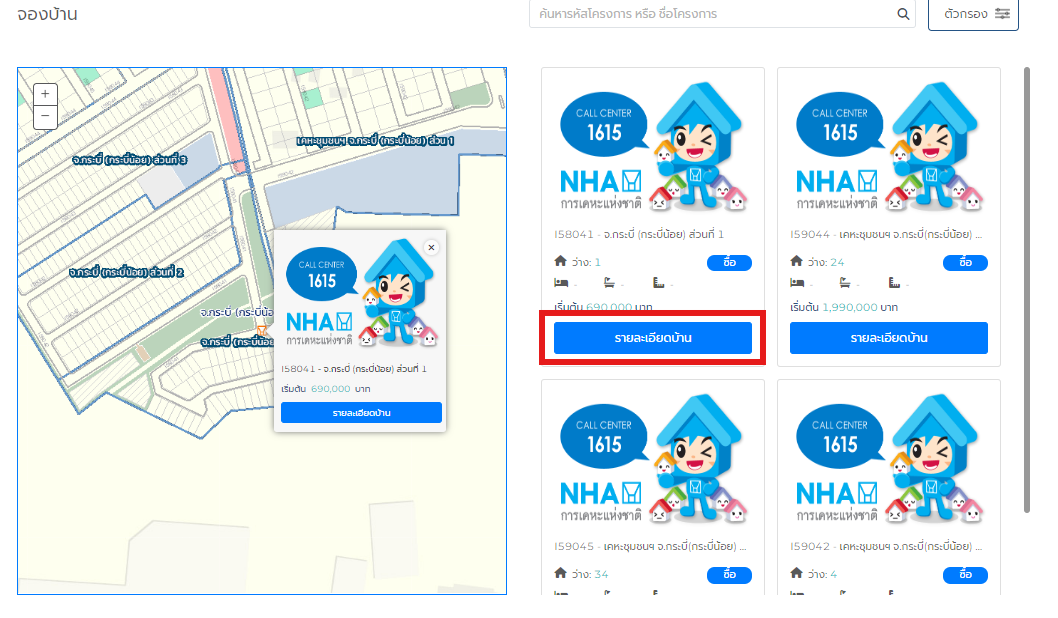 จองบ้าน
ค้นหารหัสโครงการ หรือ ชื่อโครงการ
ตัวกรอง
+
−
จ.กระบี่ (กระบี่น้อย) ส่วนที่ 3
เคหะชุมชนฯ จ.กระบี่ (กระบี่น้อย) ส่วน 1
จ.กระบี่ (กระบี่น้อย) ส่วนที่ 2
จ.กระบี่ (กระบี่น้อ
จ.กระบี่ (กระบี่น้อย
×
CALL CENTER
1615
NHA
การเคหะแห่งชาติ
I58041 - จ.กระบี่ (กระบี่น้อย) ส่วนที่ 1
เริ่มต้น 690,000 บาท
รายละเอียดบ้าน
CALL CENTER
1615
NHA
การเคหะแห่งชาติ
I58041 - จ.กระบี่ (กระบี่น้อย) ส่วนที่ 1
ว่าง: 1
ซื้อ
- - -
เริ่มต้น 690,000 บาท
รายละเอียดบ้าน
CALL CENTER
1615
NHA
การเคหะแห่งชาติ
I59044 - เคหะชุมชนฯ จ.กระบี่(กระบี่น้อย) ...
ว่าง: 24
ซื้อ
- - -
เริ่มต้น 1,990,000 บาท
รายละเอียดบ้าน
CALL CENTER
1615
NHA
การเคหะแห่งชาติ
I59045 - เคหะชุมชนฯ จ.กระบี่(กระบี่น้อย) ...
ว่าง: 34
ซื้อ
CALL CENTER
1615
NHA
การเคหะแห่งชาติ
I59042 - เคหะชุมชนฯ จ.กระบี่(กระบี่น้อย) ...
ว่าง: 4
ซื้อ